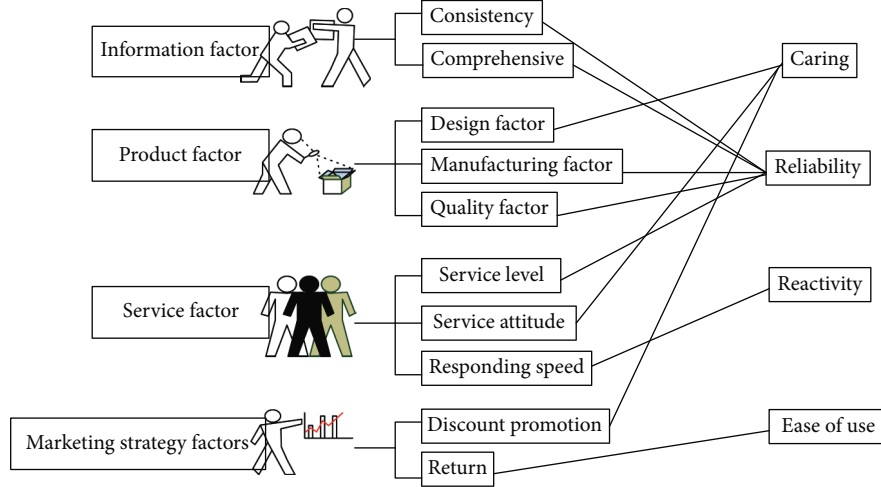 Information factor
Consistency
Comprehensive
Product factor
Design factor
Manufacturing factor
Quality factor
Service factor
Service level
Service attitude
Responding speed
Marketing strategy factors
Discount promotion
Return
Caring
Reliability
Reactivity
Ease of use